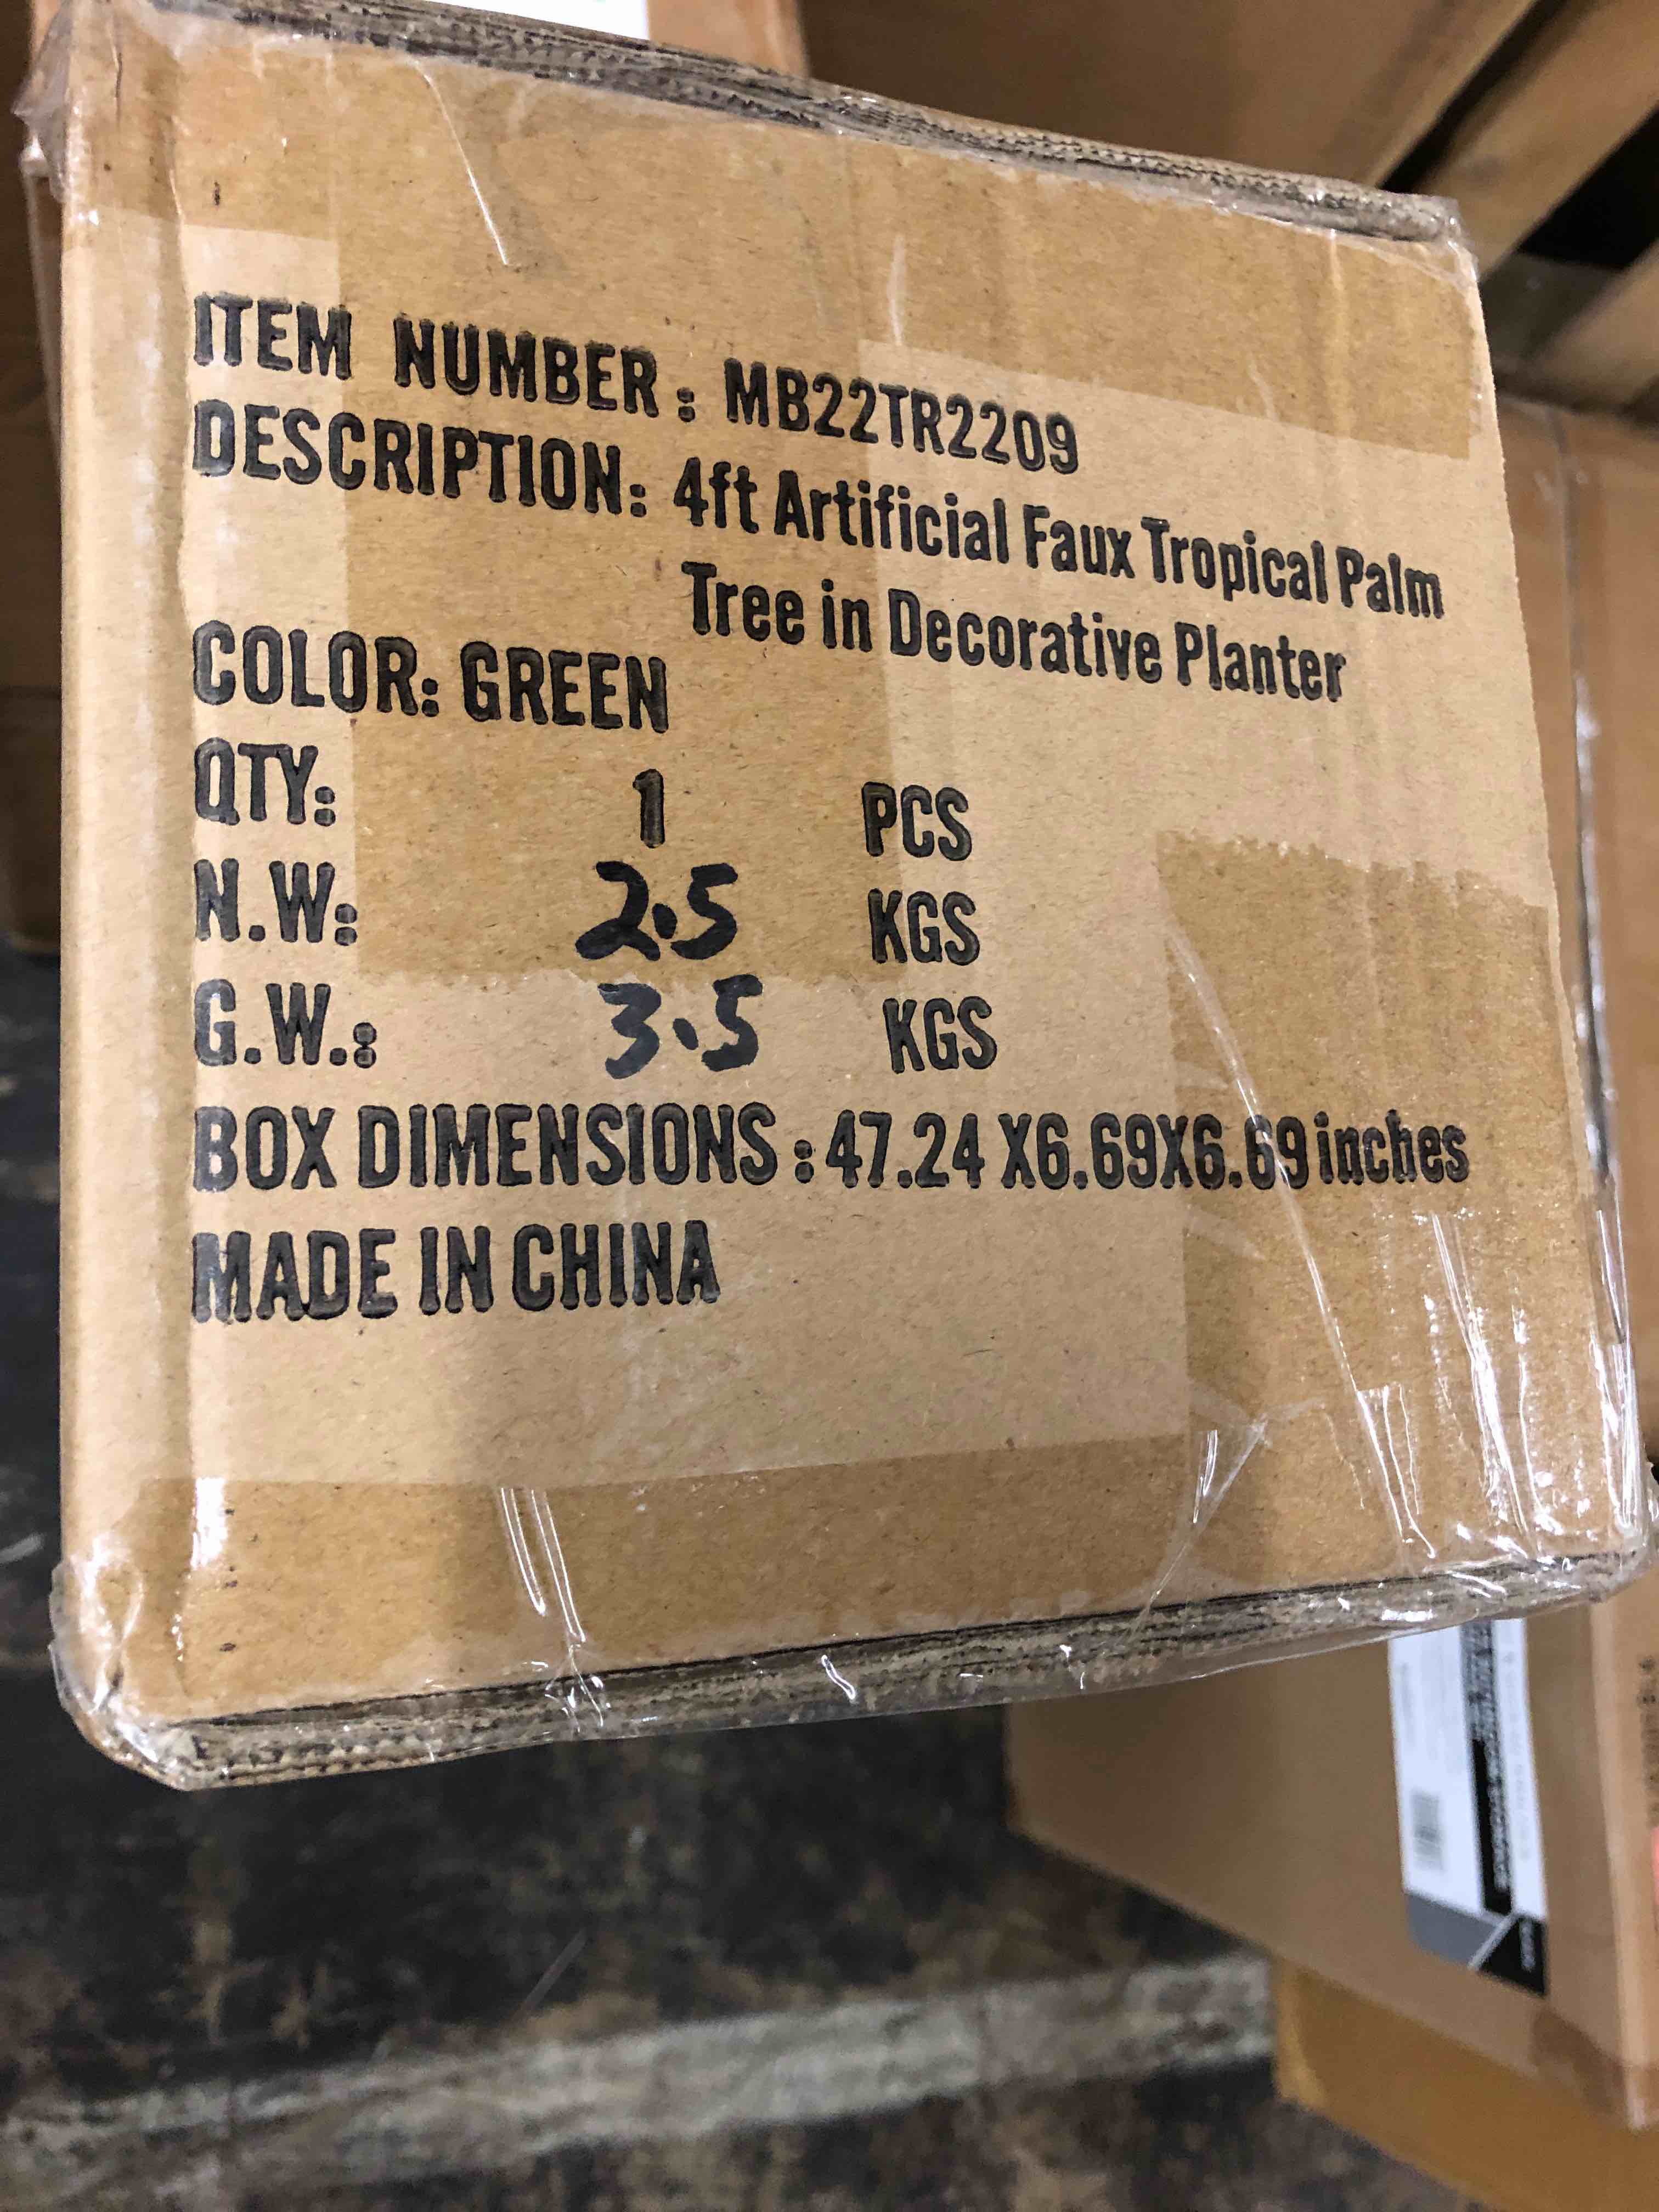 ITEM NUMBER: MB22TR2209
DESCRIPTION: 4ft Artificial Faux Tropical Palm
Tree in Decorative Planter
COLOR: GREEN
QTY: 1 PCS
N.W: 2.5 KGS
G.W.: 3.5 KGS
BOX DIMENSIONS: 47.24 X6.69X6.69 inches
MADE IN CHINA